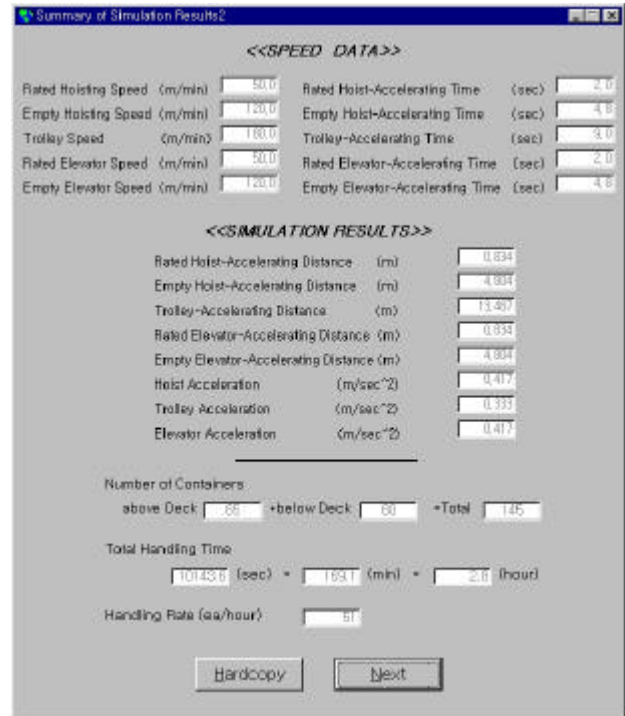 Summary of Simulation Results2
<<SPEED DATA>>
Rated Hoisting Speed (m/min) 50,0 Rated Hoist-Accelerating Time (sec) 2,0
Empty Hoisting Speed (m/min) 120,0 Empty Hoist-Accelerating Time (sec) 4,8
Trolley Speed (m/min) 180,0 Trolley-Accelerating Time (sec) 9,0
Rated Elevator Speed (m/min) 50,0 Rated Elevator-Accelerating Time (sec) 2,0
Empty Elevator Speed (m/min) 120,0 Empty Elevator-Accelerating Time (sec) 4,8
<<SIMULATION RESULTS>>
Rated Hoist-Accelerating Distance (m) 0,834
Empty Hoist-Accelerating Distance (m) 4,804
Trolley-Accelerating Distance (m) 13,487
Rated Elevator-Accelerating Distance (m) 0,834
Empty Elevator-Accelerating Distance (m) 4,804
Hoist Acceleration (m/sec^2) 0,417
Trolley Acceleration (m/sec^2) 0,333
Elevator Acceleration (m/sec^2) 0,417
Number of Containers
above Deck 85 +below Deck 60 =Total 145
Total Handling Time
10143,6 (sec) = 169,1 (min) = 2,8 (hour)
Handling Rate (ea/hour) 51
Hardcopy Next